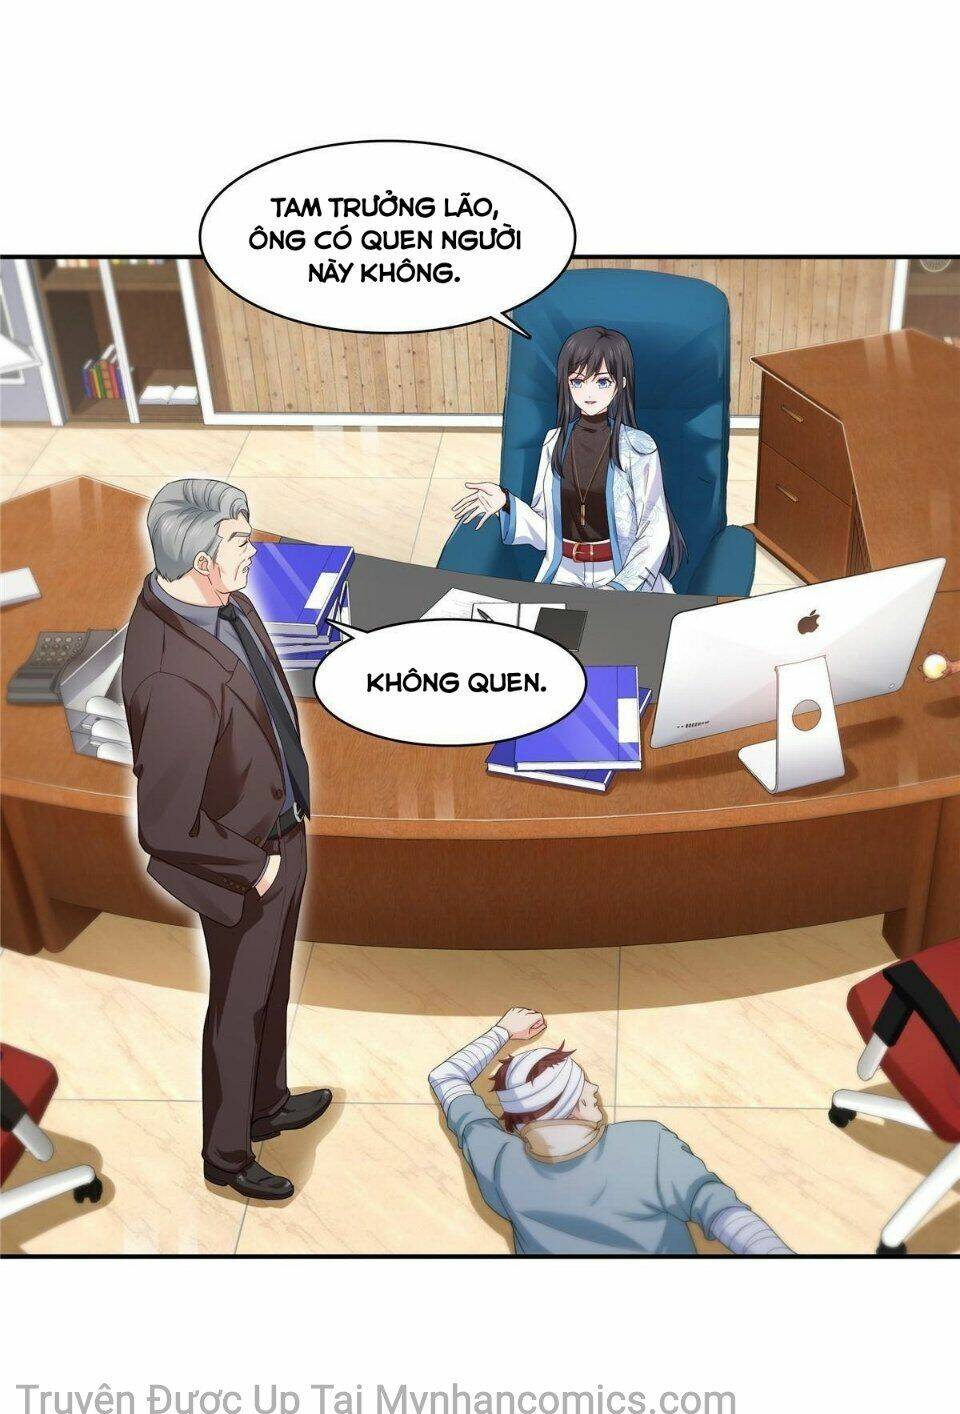 TAM TRƯỞNG LÃO,
ÔNG CÓ QUEN NGƯỜI
NÀY KHÔNG.
KHÔNG QUEN.
Truyện Được Up Tại Mynhancomics.com